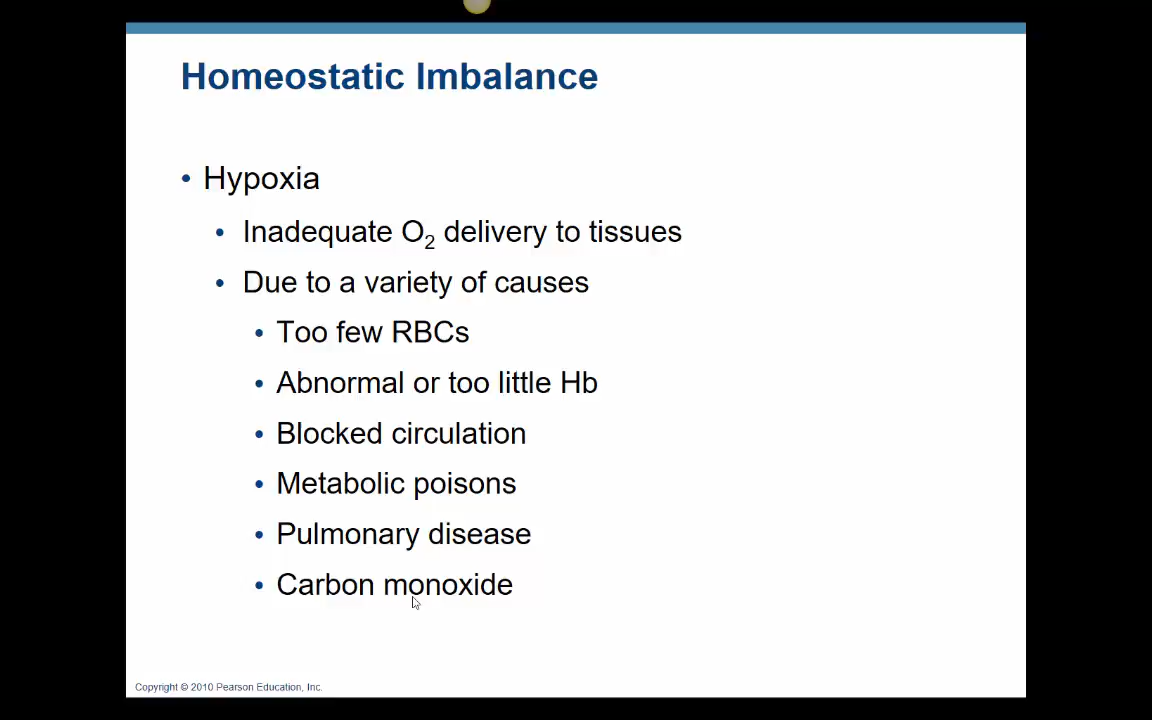 Homeostatic Imbalance
• Hypoxia
• Inadequate O₂ delivery to tissues
• Due to a variety of causes
• Too few RBCs
• Abnormal or too little Hb
• Blocked circulation
• Metabolic poisons
• Pulmonary disease
• Carbon monoxide
Copyright © 2010 Pearson Education, Inc.